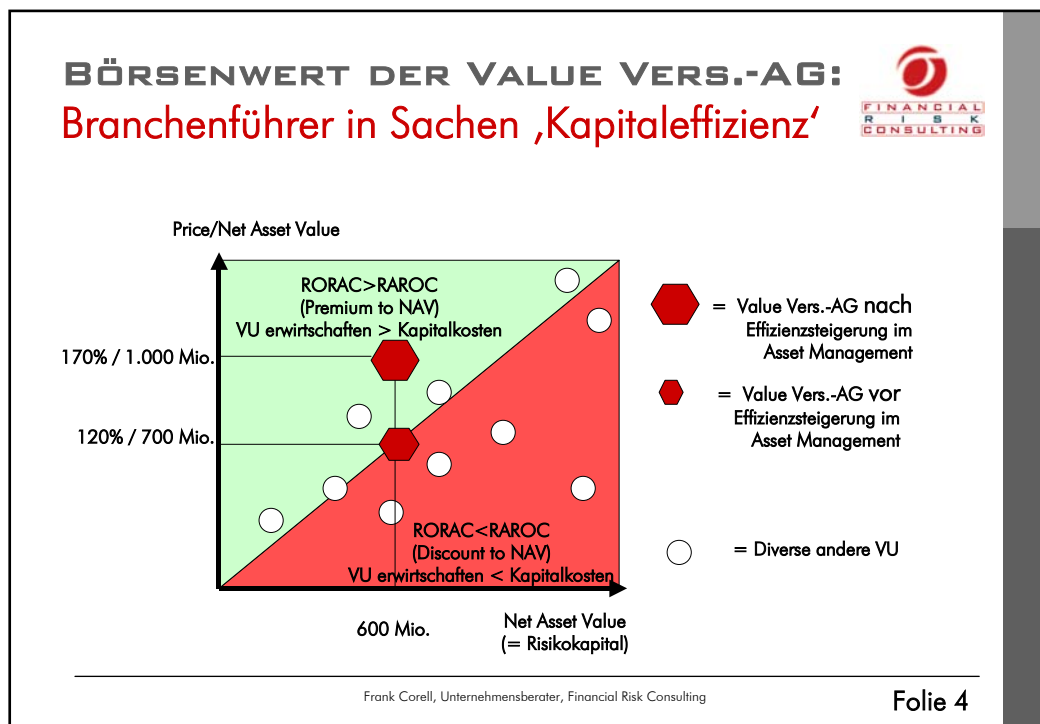 BÖRSENWERT DER VALUE VERS.-AG:
Branchenführer in Sachen ‚Kapitaleffizienz‘
FINANCIAL
RISK
CONSULTING
Price/Net Asset Value
RORAC>RAROC
(Premium to NAV)
VU erwirtschaften > Kapitalkosten
170% / 1.000 Mio.
120% / 700 Mio.
RORAC<RAROC
(Discount to NAV)
VU erwirtschaften < Kapitalkosten
600 Mio.
Net Asset Value
(= Risikokapital)
= Value Vers.-AG nach
Effizienzsteigerung im
Asset Management
= Value Vers.-AG vor
Effizienzsteigerung im
Asset Management
= Diverse andere VU
Frank Corell, Unternehmensberater, Financial Risk Consulting
Folie 4